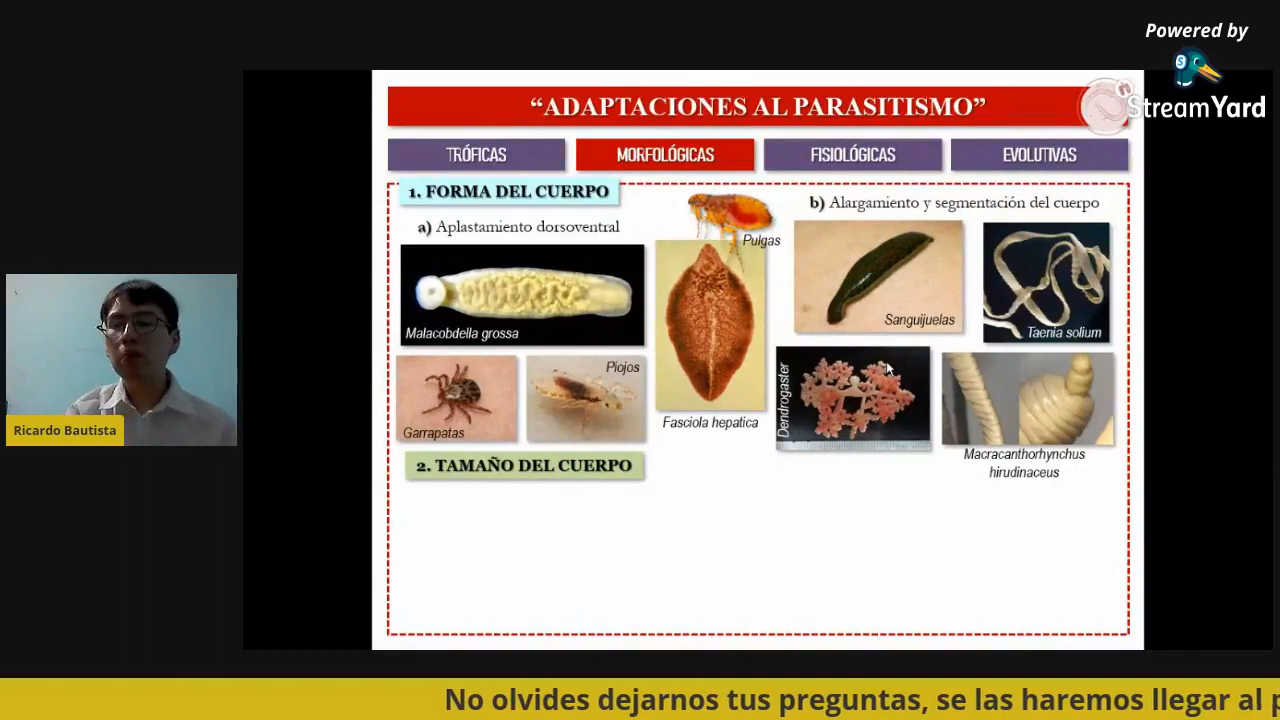 Powered by
StreamYard
“ADAPTACIONES AL PARASITISMO”
TRÓFICAS
MORFOLÓGICAS
FISIOLÓGICAS
EVOLUTIVAS
1. FORMA DEL CUERPO
a) Aplastamiento dorsoventral
Malacobdella grossa
Garrapatas
Piojos
Pulgas
Fasciola hepatica
b) Alargamiento y segmentación del cuerpo
Sanguijuelas
Taenia solium
Dendrogaster
Macracanthorhynchus
hirudinaceus
2. TAMAÑO DEL CUERPO
Ricardo Bautista
No olvides dejarnos tus preguntas, se las haremos llegar al p